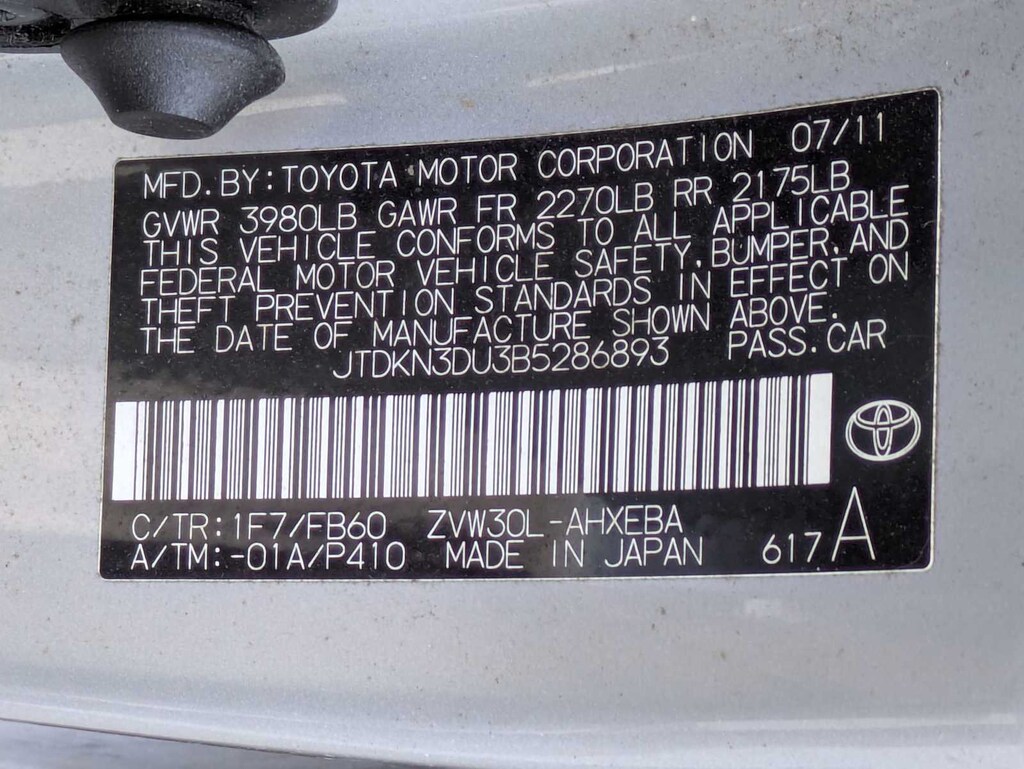 MFD.BY:TOYOTA MOTOR CORPORATION 07/11
GVWR 3980LB GAWR FR 2270LB RR 2175LB
THIS VEHICLE CONFORMS TO ALL APPLICABLE
FEDERAL MOTOR VEHICLE SAFETY,BUMPER,AND
THEFT PREVENTION STANDARDS IN EFFECT ON
THE DATE OF MANUFACTURE SHOWN ABOVE.
JTDKN3DU3B5286893 PASS.CAR
C/TR:1F7/FB60 ZVW30L-AHXEBA
A/TM:-01A/P410 MADE IN JAPAN 617 A